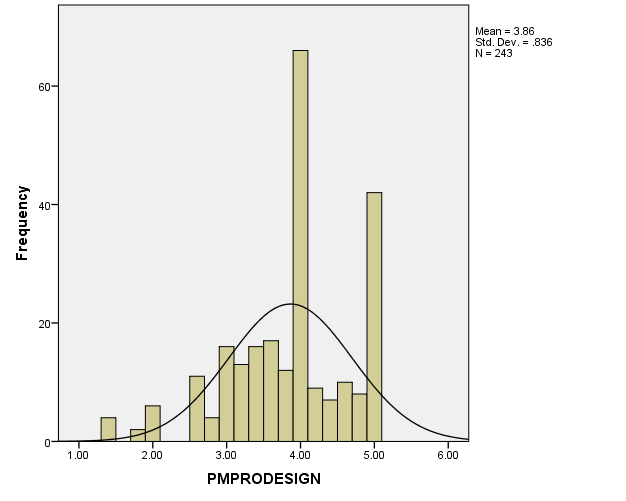 Mean = 3.86
Std. Dev. = .836
N = 243
60
40
20
0
Frequency
1.00 2.00 3.00 4.00 5.00 6.00
PMPRODESIGN